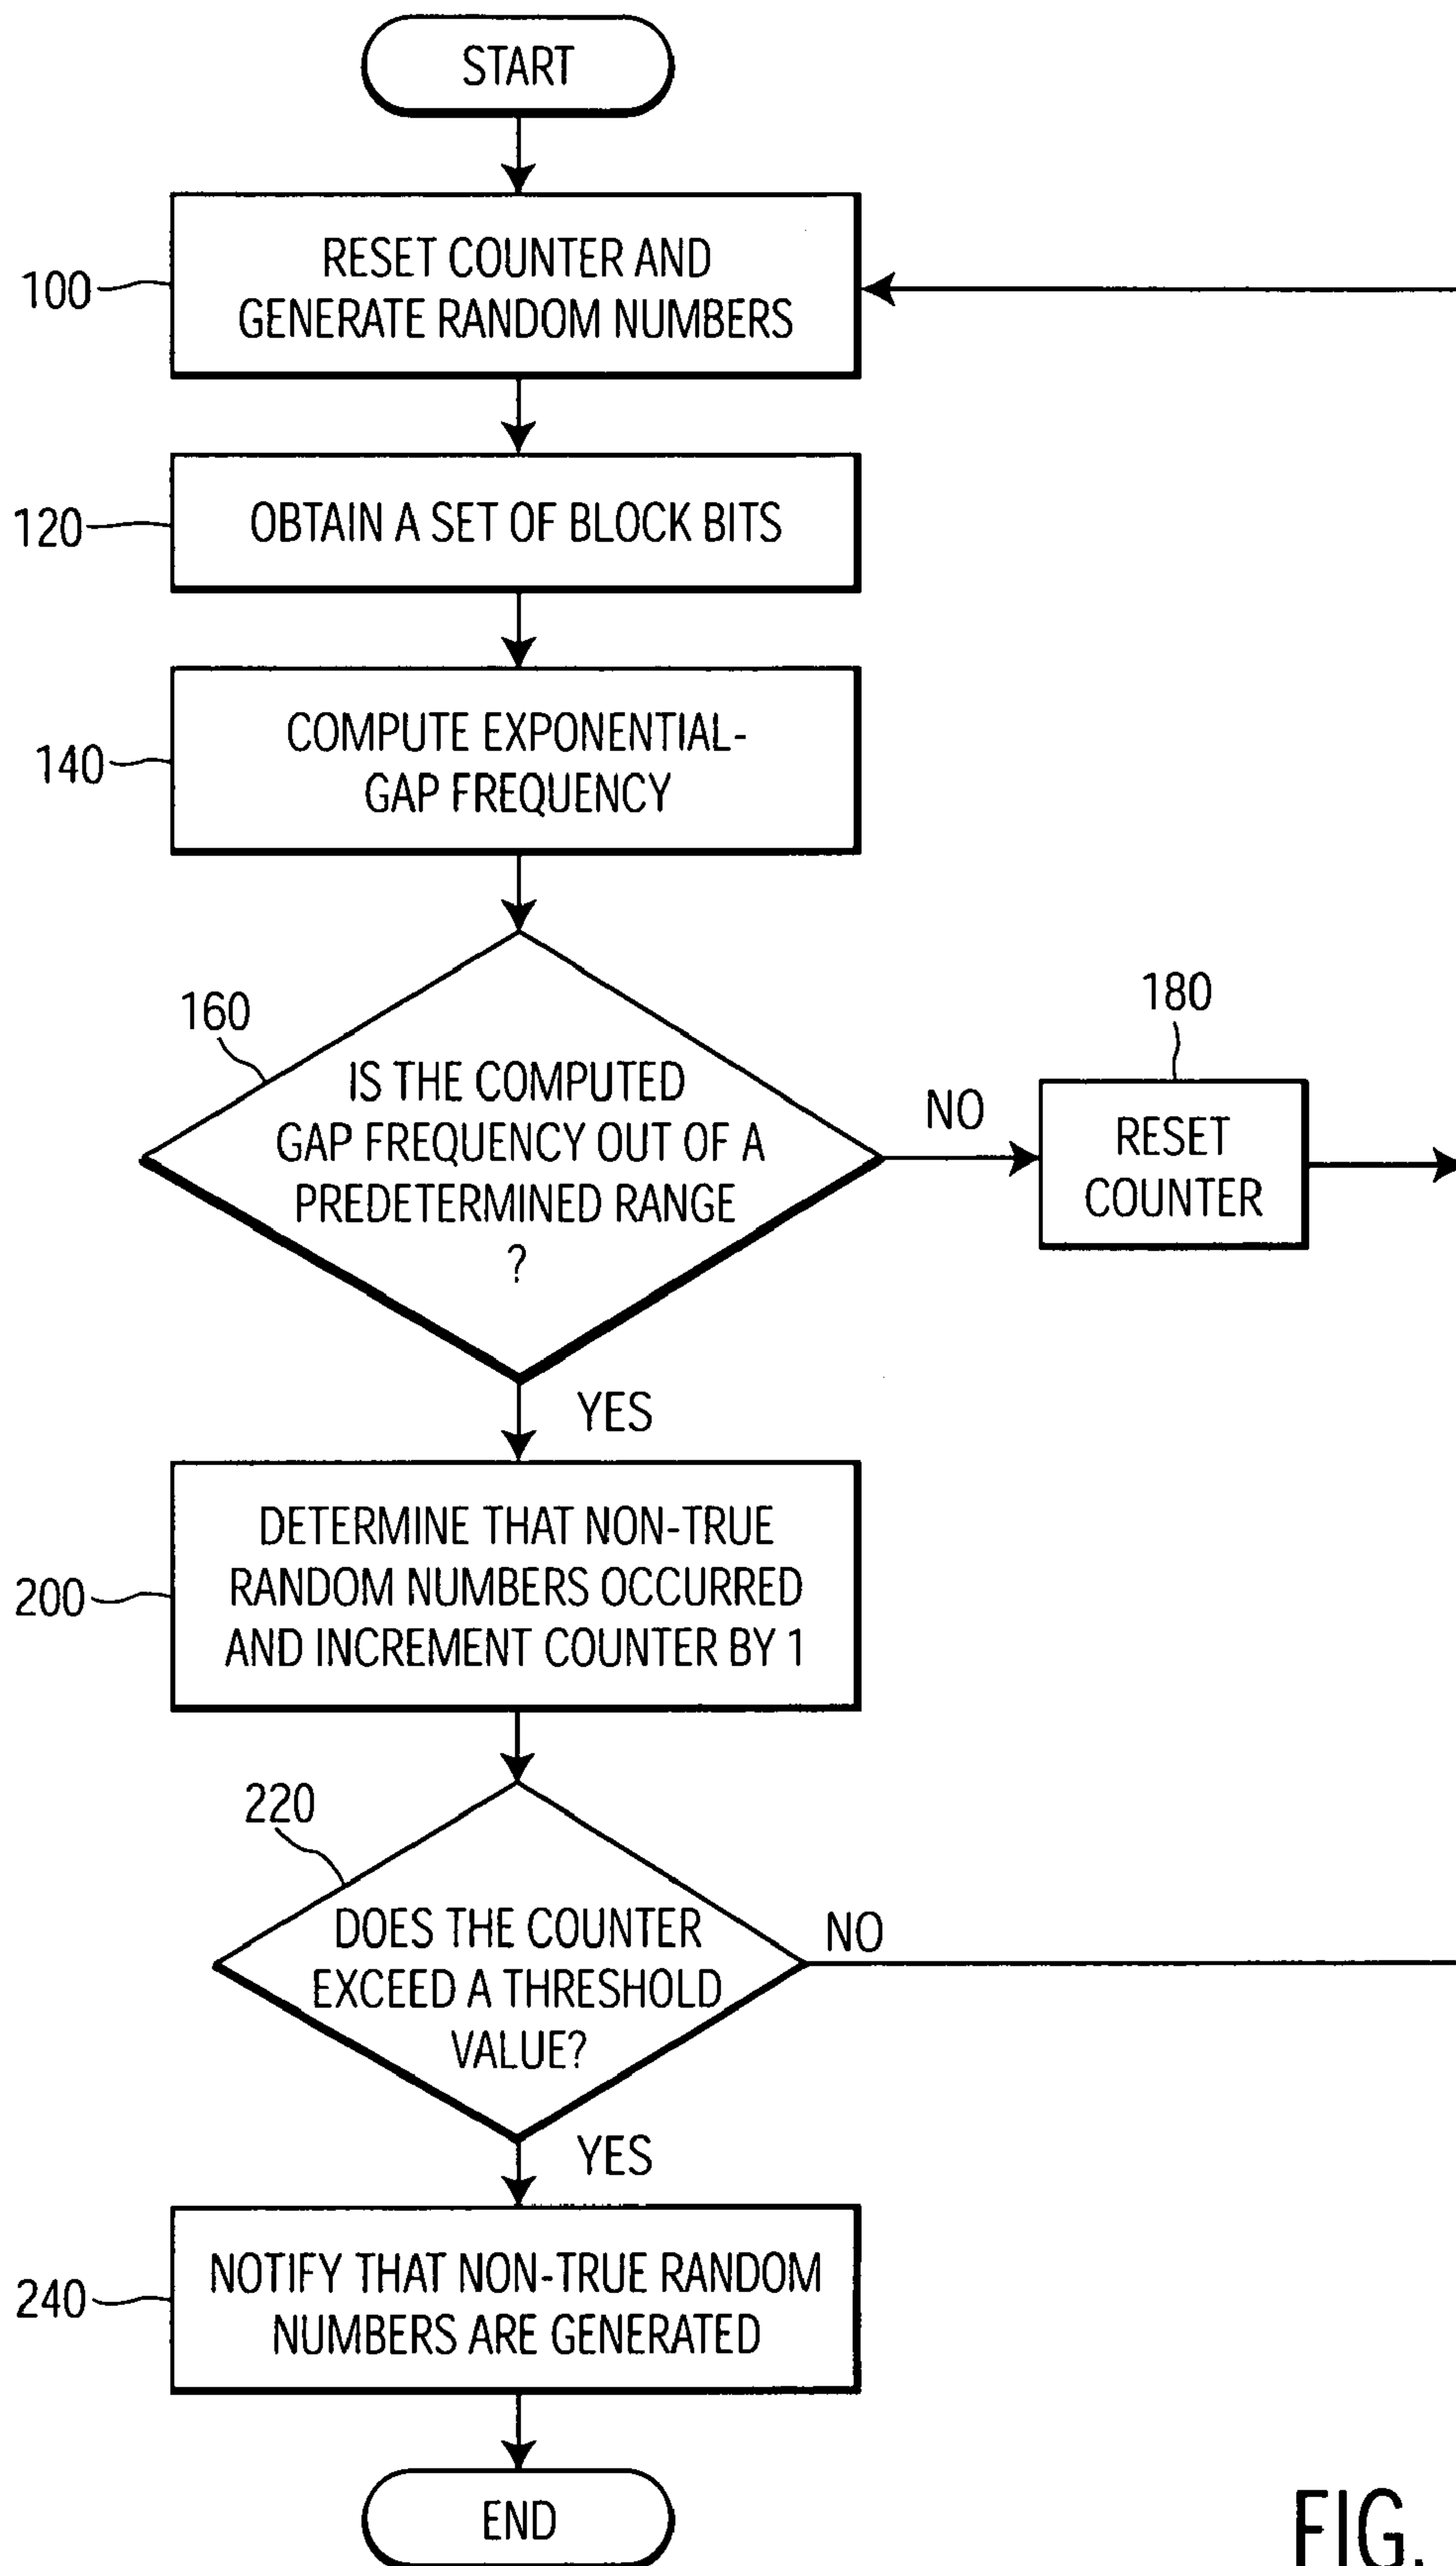 START
100
RESET COUNTER AND
GENERATE RANDOM NUMBERS
120
OBTAIN A SET OF BLOCK BITS
140
COMPUTE EXPONENTIAL-
GAP FREQUENCY
160
IS THE COMPUTED
GAP FREQUENCY OUT OF A
PREDETERMINED RANGE
?
NO
180
RESET
COUNTER
YES
200
DETERMINE THAT NON-TRUE
RANDOM NUMBERS OCCURRED
AND INCREMENT COUNTER BY 1
220
DOES THE COUNTER
EXCEED A THRESHOLD
VALUE?
NO
YES
240
NOTIFY THAT NON-TRUE RANDOM
NUMBERS ARE GENERATED
END
FIG.